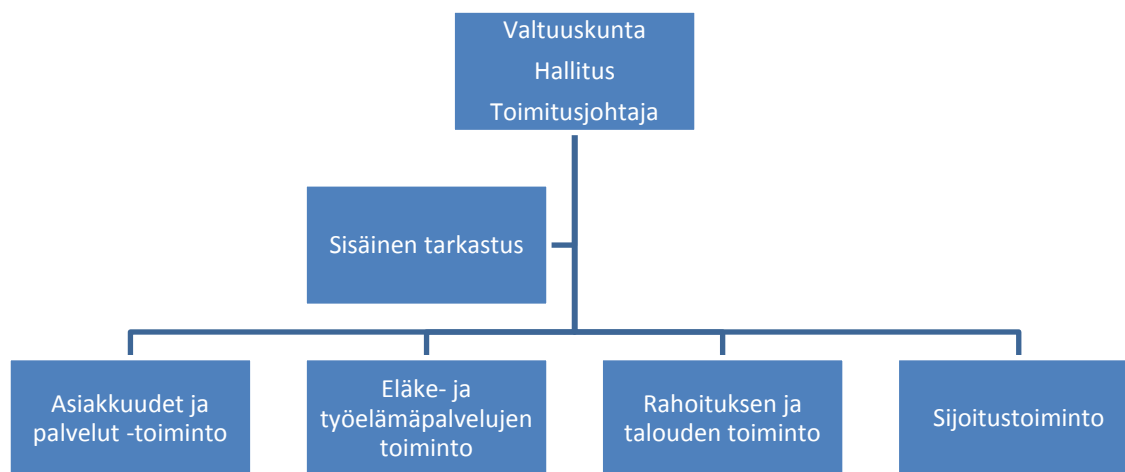 Valtuuskunta
Hallitus
Toimitusjohtaja
Sisäinen tarkastus
Asiakkuudet ja
palvelut -toiminto
Eläke- ja
työelämäpalvelujen
toiminto
Rahoituksen ja
talouden toiminto
Sijoitustoiminto